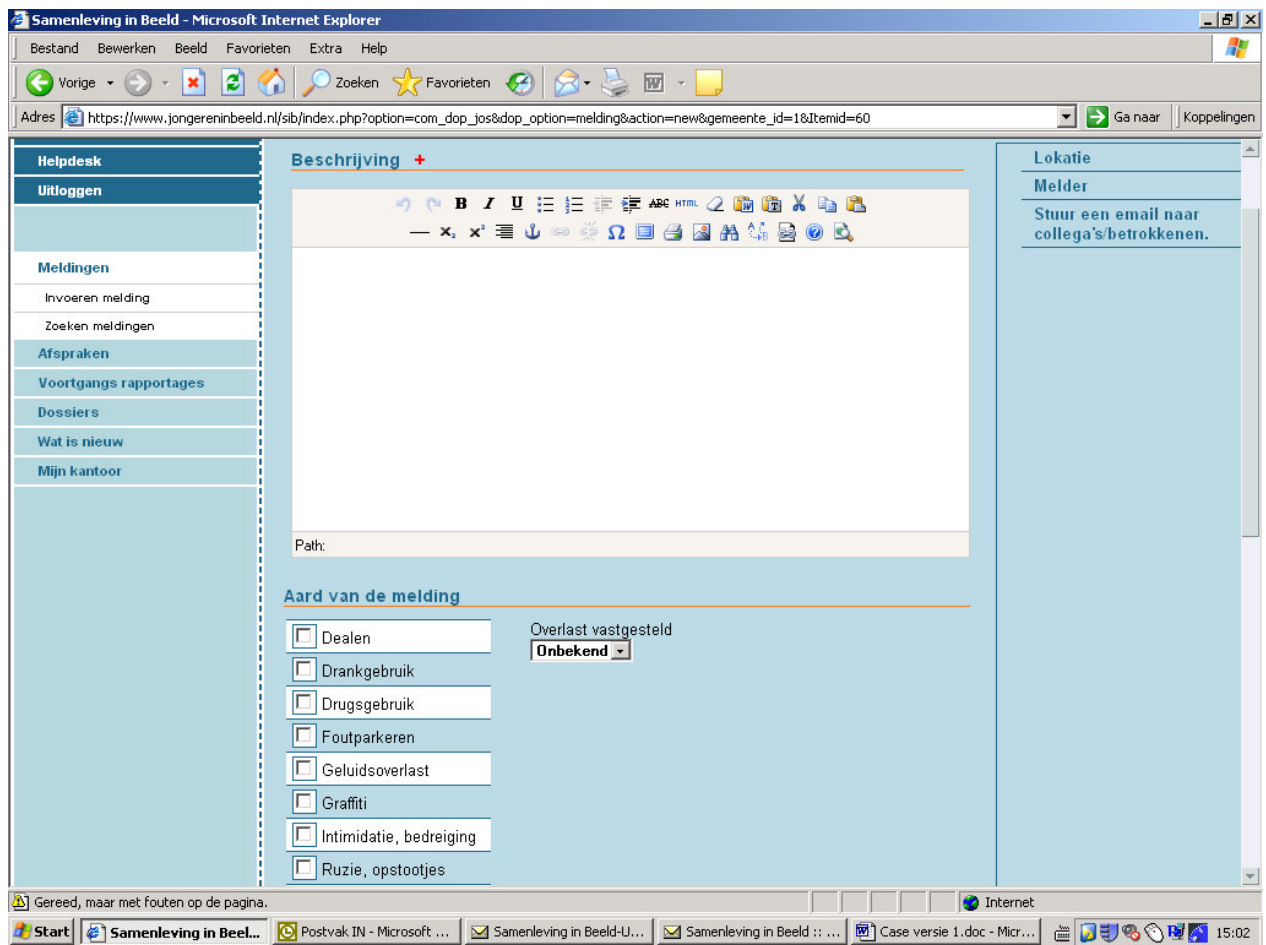 Samenleving in Beeld - Microsoft Internet Explorer
Bestand Bewerken Beeld Favorieten Extra Help
Vorige Zoeken Favorieten
Adres https://www.jongereninbeeld.nl/sib/index.php?option=com_dop_jos&dop_option=melding&action=new&gemeente_id=1&Itemid=60 Ga naar Koppelingen
Helpdesk
Uitloggen
Meldingen
Invoeren melding
Zoeken meldingen
Afspraken
Voortgangs rapportages
Dossiers
Wat is nieuw
Mijn kantoor
Beschrijving +
B I U ABC HTML
x₂ x² Ω
Path:
Aard van de melding
Dealen
Drankgebruik
Drugsgebruik
Foutparkeren
Geluidsoverlast
Graffiti
Intimidatie, bedreiging
Ruzie, opstootjes
Overlast vastgesteld
Onbekend
Lokatie
Melder
Stuur een email naar
collega's/betrokkenen.
Gereed, maar met fouten op de pagina. Internet
Start Samenleving in Beel... Postvak IN - Microsoft ... Samenleving in Beeld-U... Samenleving in Beeld :: ... Case versie 1.doc - Micr... 15:02